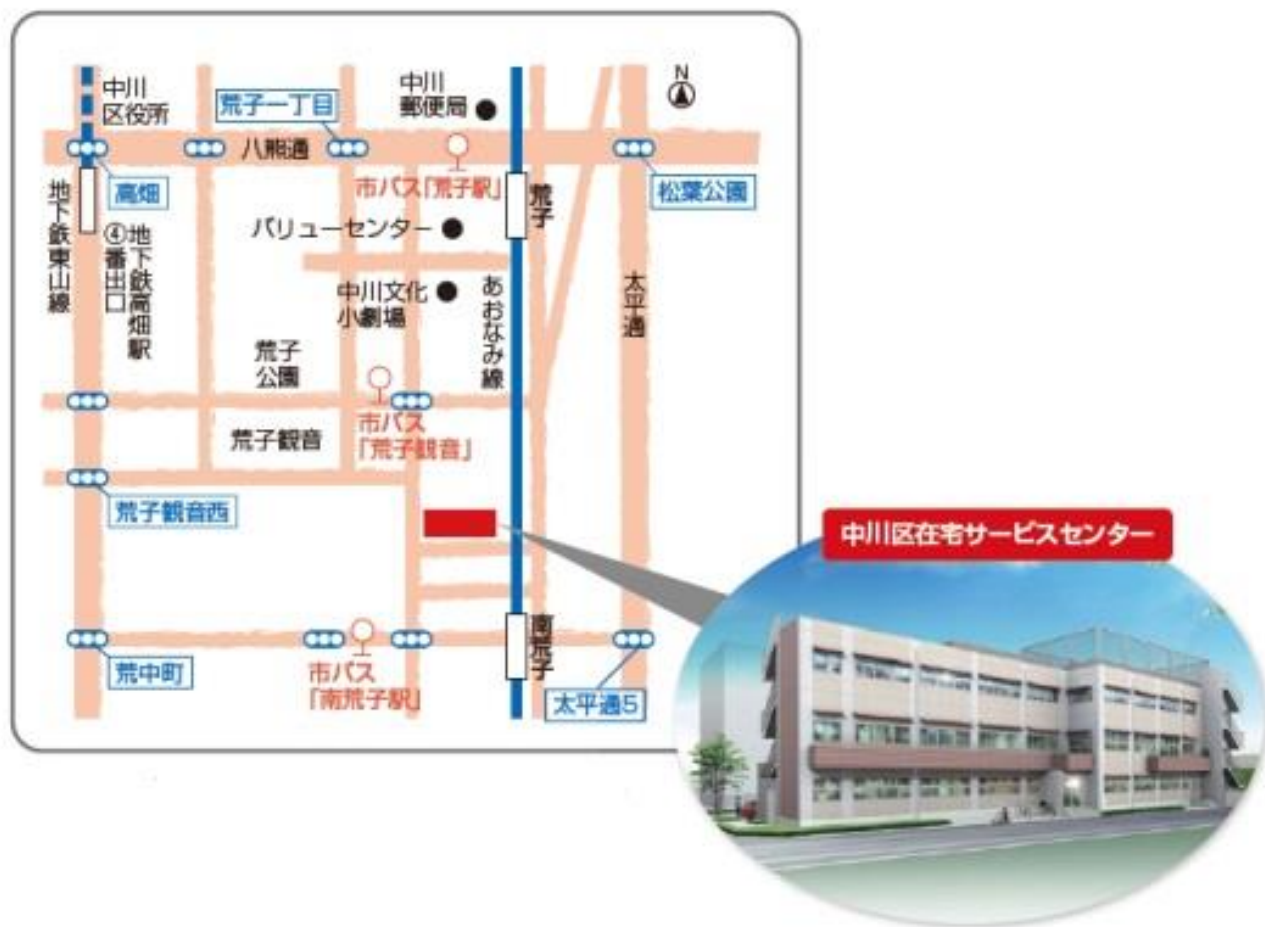 N
中川
区役所
荒子一丁目
中川
郵便局
八熊通
高畑
市バス「荒子駅」
荒子
松葉公園
地下鉄東山線
地下鉄高畑駅
④番出口
バリューセンター
中川文化
小劇場
あおなみ線
太平通
荒子
公園
市バス
「荒子観音」
荒子観音
荒子観音西
中川区在宅サービスセンター
荒中町
市バス
「南荒子駅」
南荒子
太平通5